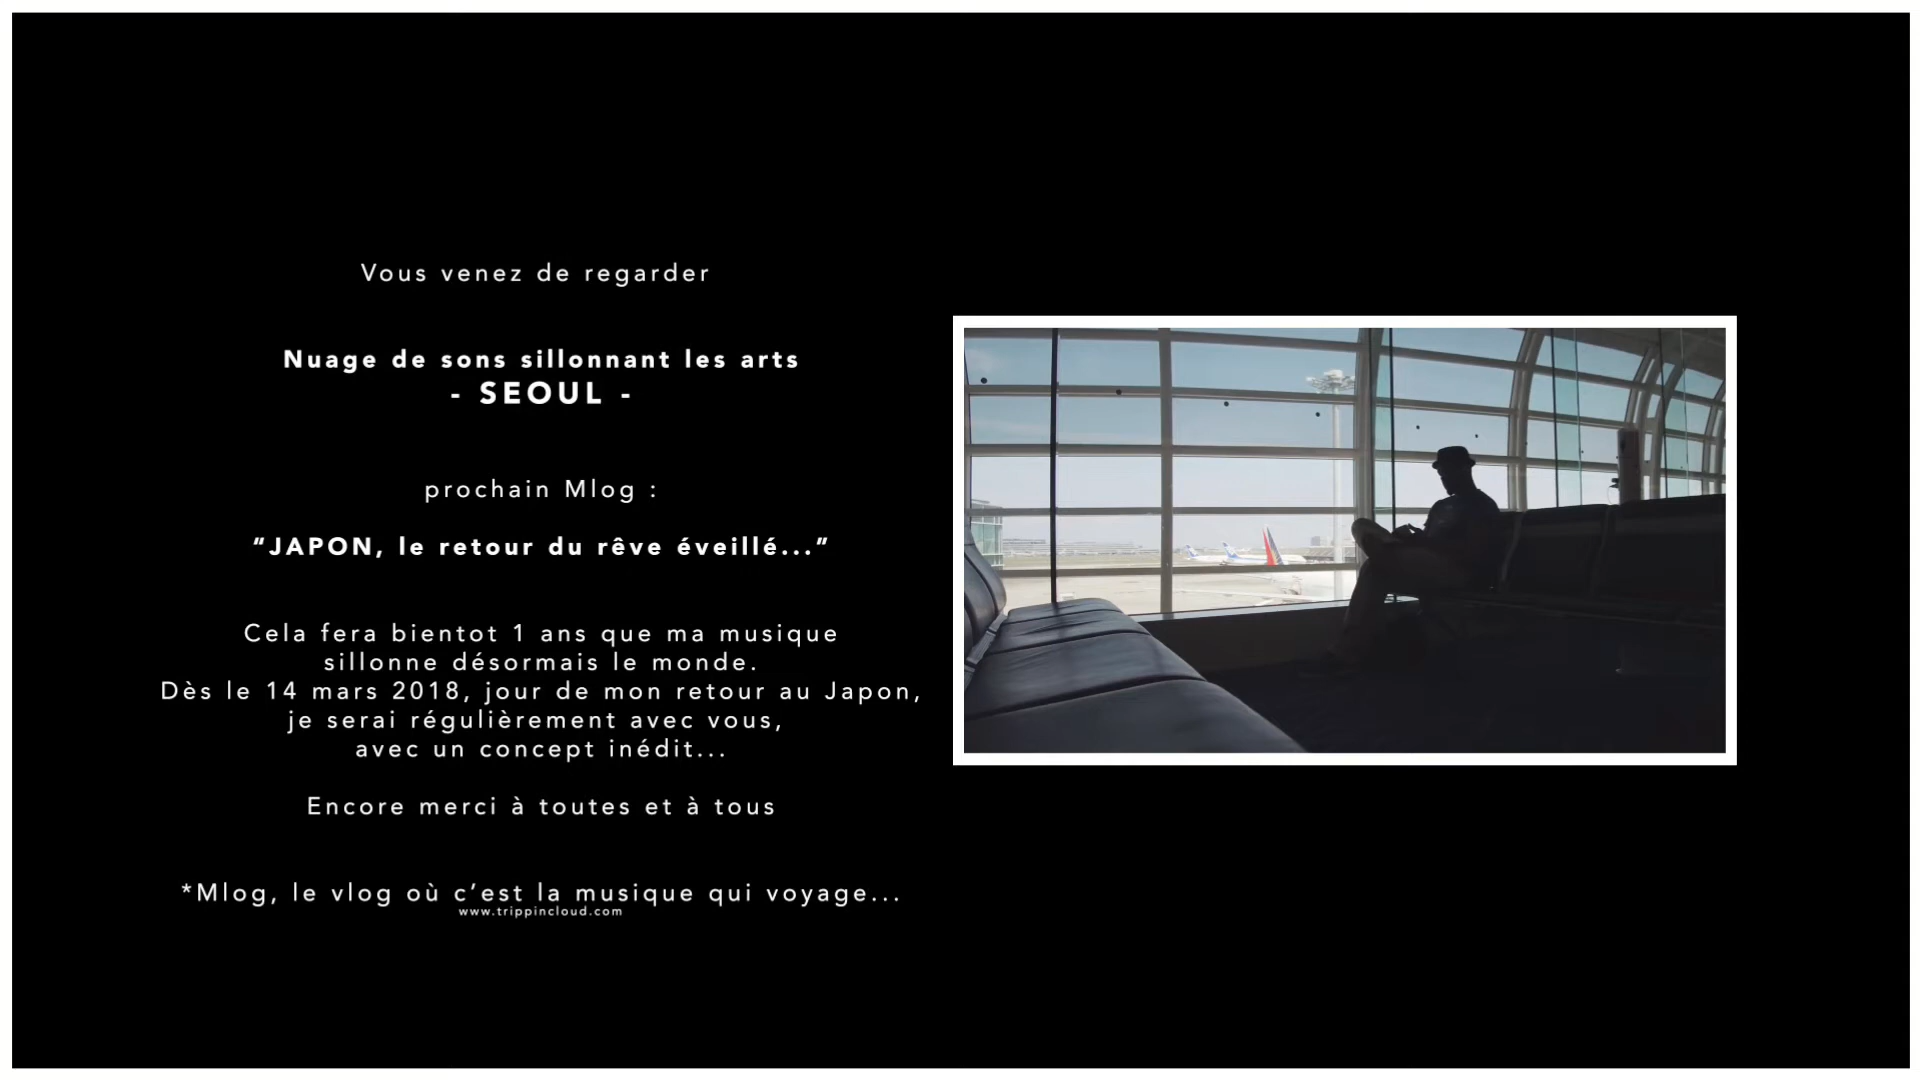 Vous venez de regarder
Nuage de sons sillonnant les arts
- SEOUL -
prochain Mlog :
“JAPON, le retour du rêve éveillé...”
Cela fera bientot 1 ans que ma musique
sillonne désormais le monde.
Dès le 14 mars 2018, jour de mon retour au Japon,
je serai régulièrement avec vous,
avec un concept inédit...
Encore merci à toutes et à tous
*Mlog, le vlog où c’est la musique qui voyage...
www.trippincloud.com